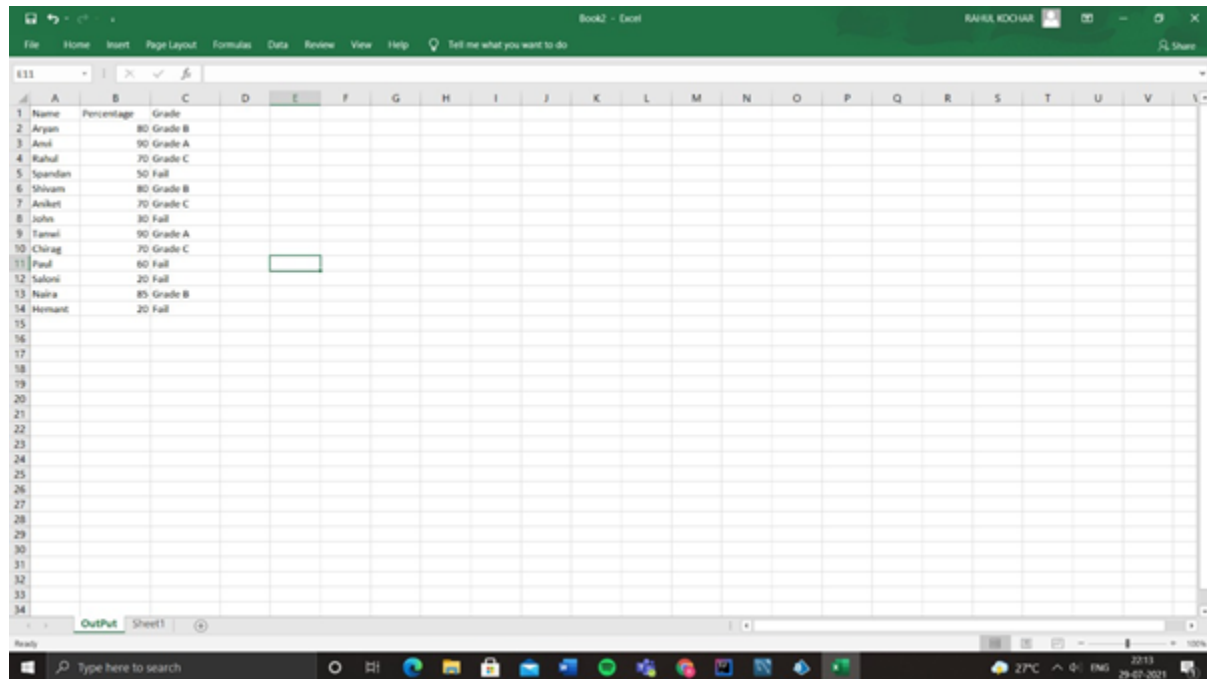 Book2 - Excel
RAHUL KOCHAR
File Home Insert Page Layout Formulas Data Review View Help Tell me what you want to do
Share
E11
fx
A B C D E F G H I J K L M N O P Q R S T U V
1 Name Percentage Grade
2 Aryan 80 Grade B
3 90 Grade A
4 Rahul 70 Grade C
5 Spandan 50 Fail
6 Shivam 80 Grade B
7 Aniket 70 Grade C
8 John 30 Fail
9 Tanwi 90 Grade A
10 Chirag 70 Grade C
11 Paul 60 Fail
12 Saloni 20 Fail
13 Naira 85 Grade B
14 Hemant 20 Fail
15
16
17
18
19
20
21
22
23
24
25
26
27
28
29
30
31
32
33
34
OutPut Sheet1
Ready
100%
Type here to search
27°C ENG
22:13
29-07-2021